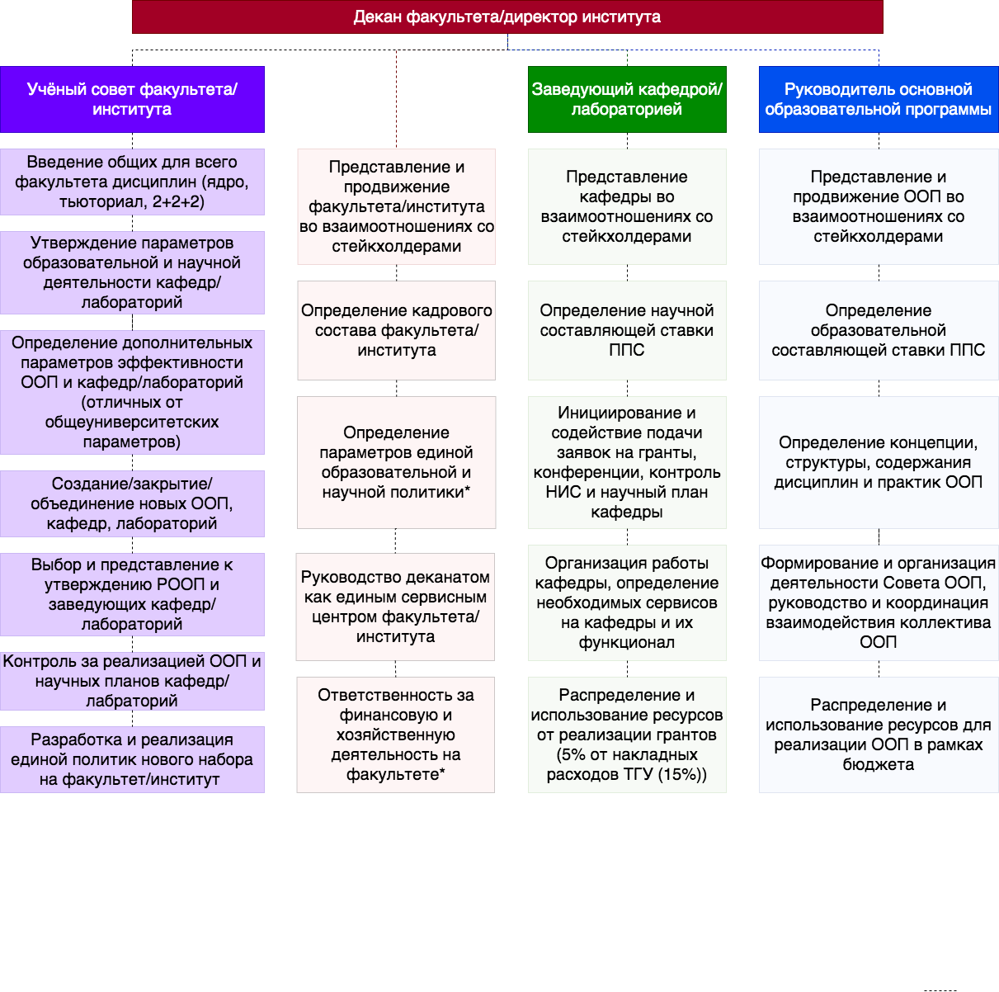 Декан факультета/директор института
Учёный совет факультета/
института
Введение общих для всего
факультета дисциплин (ядро,
тьюториал, 2+2+2)
Утверждение параметров
образовательной и научной
деятельности кафедр/
лабораторий
Определение дополнительных
параметров эффективности
ООП и кафедр/лабораторий
(отличных от
общеуниверситетских
параметров)
Создание/закрытие/
объединение новых ООП,
кафедр, лабораторий
Выбор и представление к
утверждению РООП и
заведующих кафедр/
лабораторий
Контроль за реализацией ООП и
научных планов кафедр/
лабраторий
Разработка и реализация
единой политик нового набора
на факультет/институт
Представление и
продвижение
факультета/института
во взаимоотношениях со
стейкхолдерами
Определение кадрового
состава факультета/
института
Определение
параметров единой
образовательной и
научной политики*
Руководство деканатом
как единым сервисным
центром факультета/
института
Ответственность за
финансовую и
хозяйственную
деятельность на
факультете*
Заведующий кафедрой/
лабораторией
Представление
кафедры во
взаимоотношениях со
стейкхолдерами
Определение научной
составляющей ставки
ППС
Инициирование и
содействие подачи
заявок на гранты,
конференции, контроль
НИС и научный план
кафедры
Организация работы
кафедры, определение
необходимых сервисов
на кафедры и их
функционал
Распределение и
использование ресурсов
от реализации грантов
(5% от накладных
расходов ТГУ (15%))
Руководитель основной
образовательной программы
Представление и
продвижение ООП во
взаимоотношениях со
стейкхолдерами
Определение
образовательной
составляющей ставки ППС
Определение концепции,
структуры, содержания
дисциплин и практик ООП
Формирование и организация
деятельности Совета ООП,
руководство и координация
взаимодействия коллектива
ООП
Распределение и
использование ресурсов для
реализации ООП в рамках
бюджета